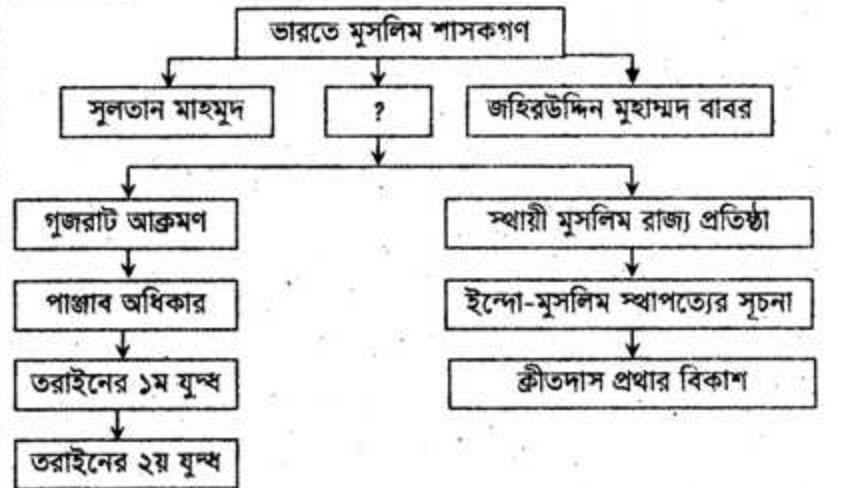 ভারতে মুসলিম শাসকগণ
সুলতান মাহমুদ
?
জহিরউদ্দিন মুহাম্মদ বাবর
গুজরাট আক্রমণ
পাঞ্জাব অধিকার
তরাইনের ১ম যুদ্ধ
তরাইনের ২য় যুদ্ধ
স্থায়ী মুসলিম রাজ্য প্রতিষ্ঠা
ইন্দো-মুসলিম স্থাপত্যের সূচনা
ক্রীতদাস প্রথার বিকাশ